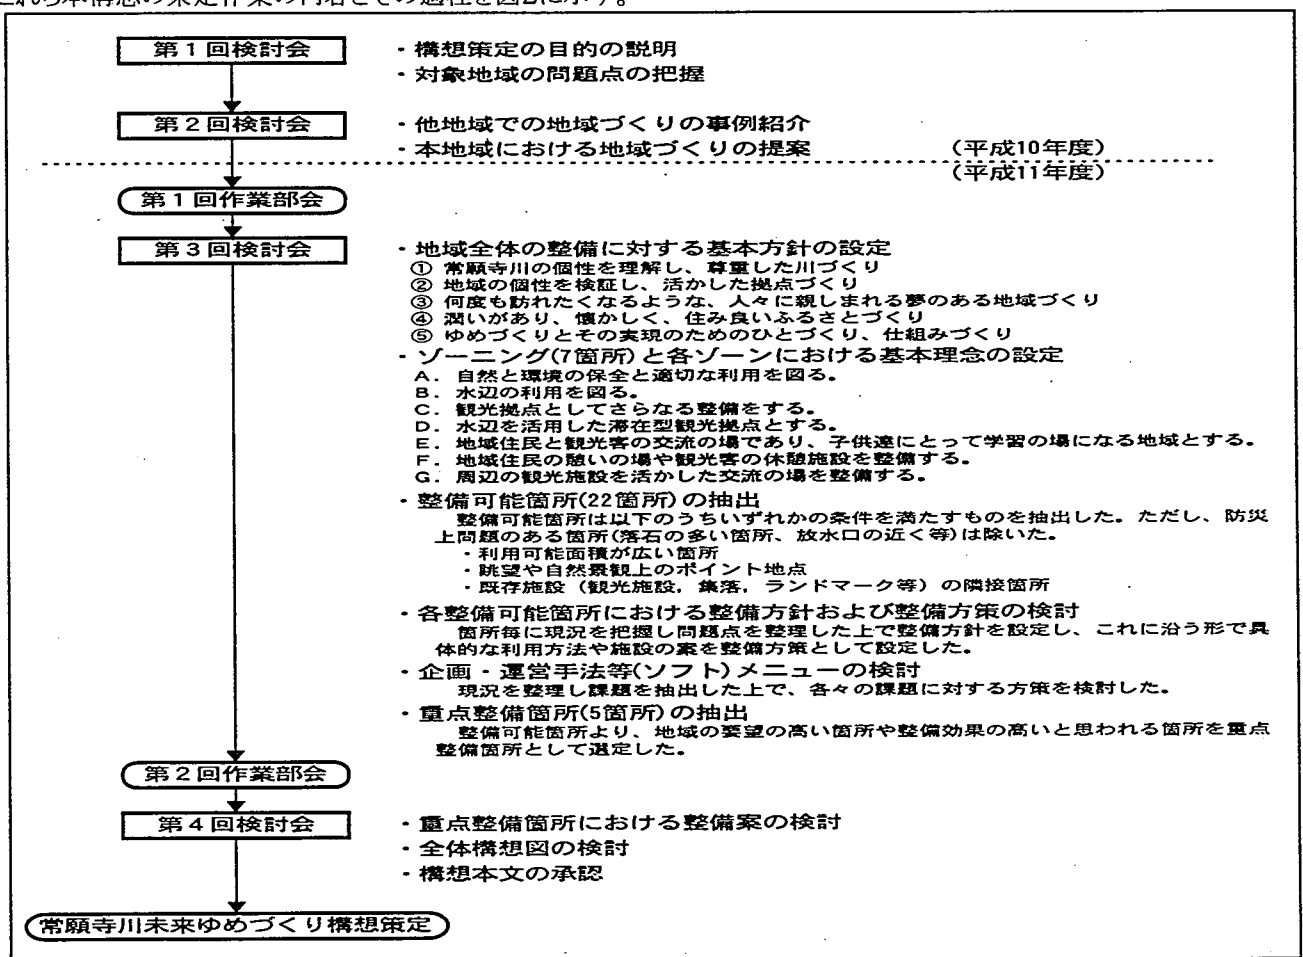 第1回検討会
・構想策定の目的の説明
・対象地域の問題点の把握
第2回検討会
・他地域での地域づくりの事例紹介
・本地域における地域づくりの提案
(平成10年度)
(平成11年度)
第1回作業部会
第3回検討会
・地域全体の整備に対する基本方針の設定
① 常願寺川の個性を理解し、尊重した川づくり
② 地域の個性を検証し、活かした拠点づくり
③ 何度も訪れたくなるような、人々に親しまれる夢のある地域づくり
④ 潤いがあり、懐かしく、住み良いふるさとづくり
⑤ ゆめづくりとその実現のためのひとづくり、仕組みづくり
・ゾーニング(7箇所)と各ゾーンにおける基本理念の設定
A. 自然と環境の保全と適切な利用を図る。
B. 水辺の利用を図る。
C. 観光拠点としてさらなる整備をする。
D. 水辺を活用した滞在型観光拠点とする。
E. 地域住民と観光客の交流の場であり、子供達にとって学習の場になる地域とする。
F. 地域住民の憩いの場や観光客の休憩施設を整備する。
G. 周辺の観光施設を活かした交流の場を整備する。
・整備可能箇所(22箇所)の抽出
整備可能箇所は以下のうちいずれかの条件を満たすものを抽出した。ただし、防災
上問題のある箇所(落石の多い箇所、放水口の近く等)は除いた。
・利用可能面積が広い箇所
・眺望や自然景観上のポイント地点
・既存施設(観光施設,集落,ランドマーク等)の隣接箇所
・各整備可能箇所における整備方針および整備方策の検討
箇所毎に現況を把握し問題点を整理した上で整備方針を設定し、これに沿う形で具
体的な利用方法や施設の案を整備方策として設定した。
・企画・運営手法等(ソフト)メニューの検討
現況を整理し課題を抽出した上で、各々の課題に対する方策を検討した。
・重点整備箇所(5箇所)の抽出
整備可能箇所より、地域の要望の高い箇所や整備効果の高いと思われる箇所を重点
整備箇所として選定した。
第2回作業部会
第4回検討会
・重点整備箇所における整備案の検討
・全体構想図の検討
・構想本文の承認
常願寺川未来ゆめづくり構想策定